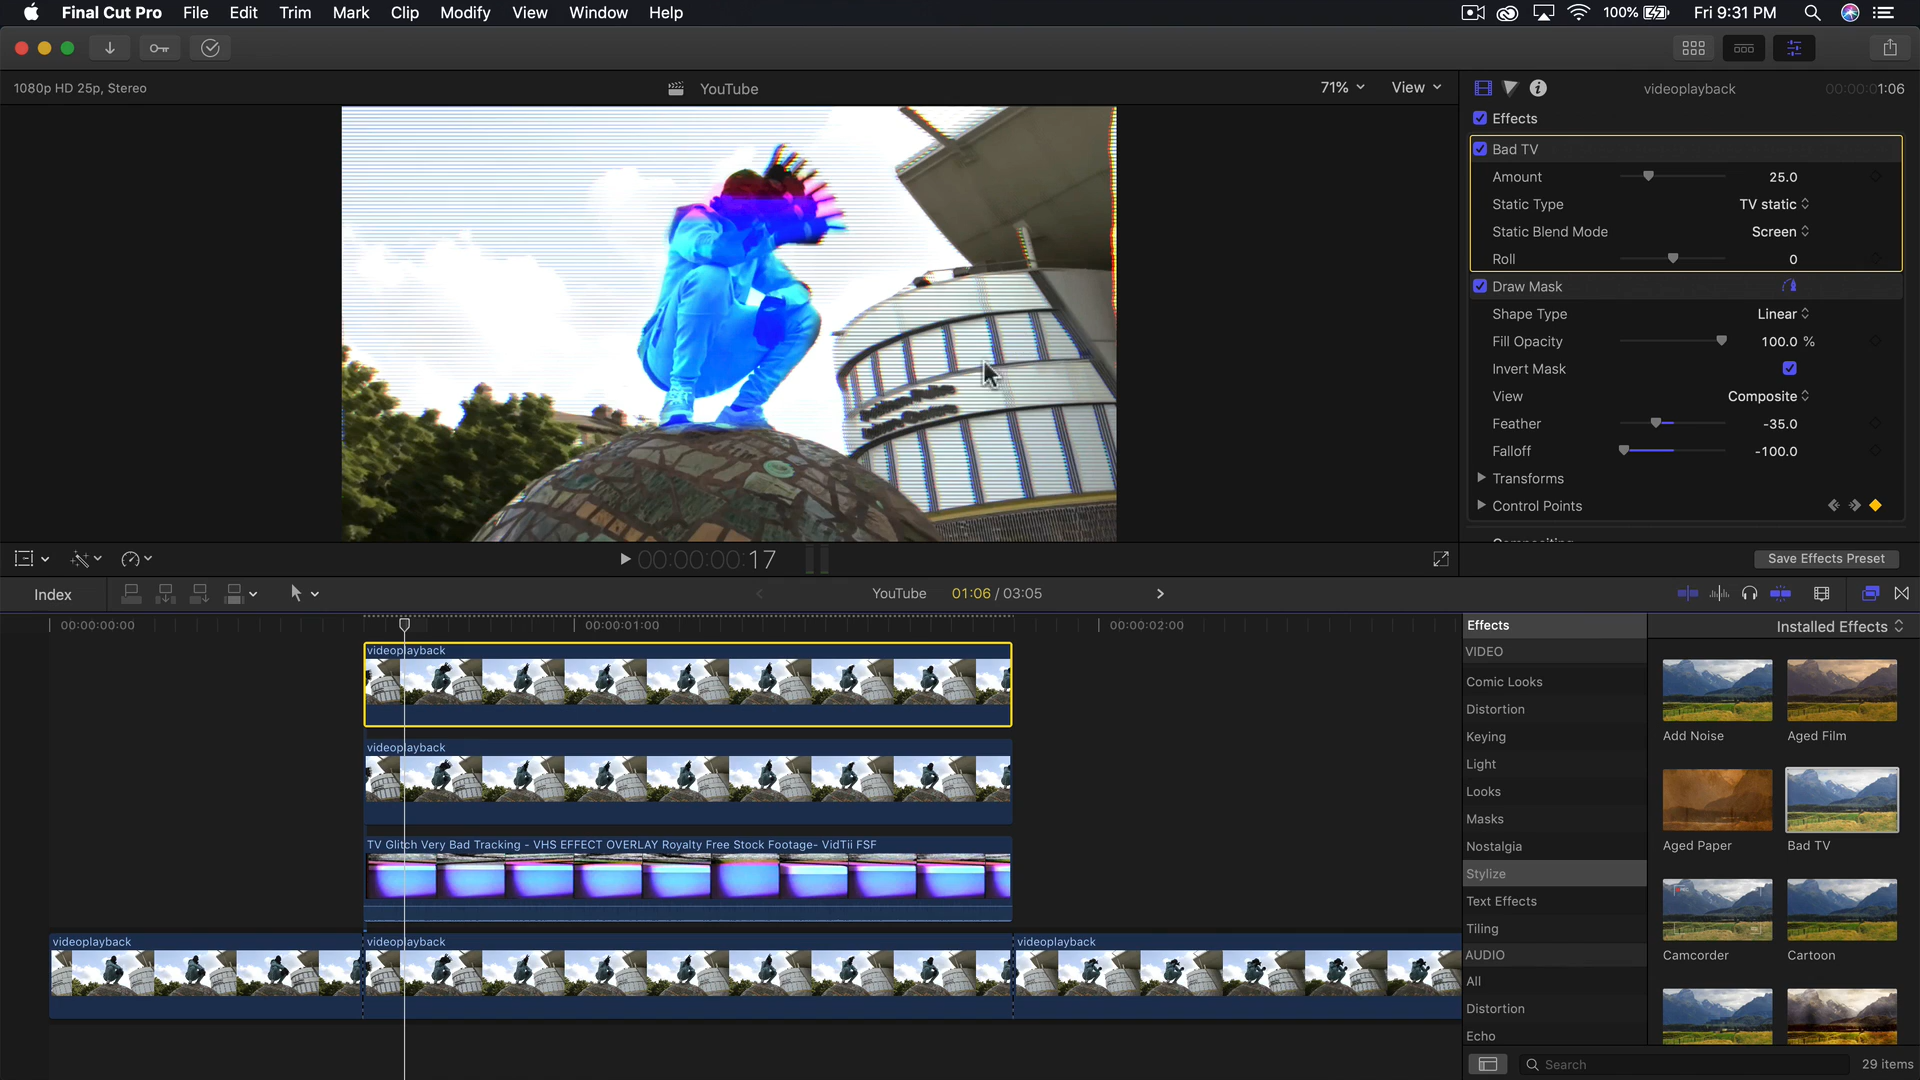 Final Cut Pro File Edit Trim Mark Clip Modify View Window Help 100% Fri 9:31 PM
1080p HD 25p, Stereo YouTube 71% View videoplayback 00:00:01:06
Effects
Bad TV
Amount 25.0
Static Type TV static
Static Blend Mode Screen
Roll 0
Draw Mask
Shape Type Linear
Fill Opacity 100.0 %
Invert Mask
View Composite
Feather -35.0
Falloff -100.0
Transforms
Control Points
00:00:00:17 Save Effects Preset
Index YouTube 01:06 / 03:05
00:00:00:00 00:00:01:00 00:00:02:00
videoplayback
videoplayback
TV Glitch Very Bad Tracking - VHS EFFECT OVERLAY Royalty Free Stock Footage- VidTii FSF
videoplayback videoplayback videoplayback
Effects Installed Effects
VIDEO
Comic Looks
Distortion
Keying
Light
Looks
Masks
Nostalgia
Stylize
Text Effects
Tiling
AUDIO
All
Distortion
Echo
Add Noise Aged Film
Aged Paper Bad TV
Camcorder Cartoon
Search 29 items